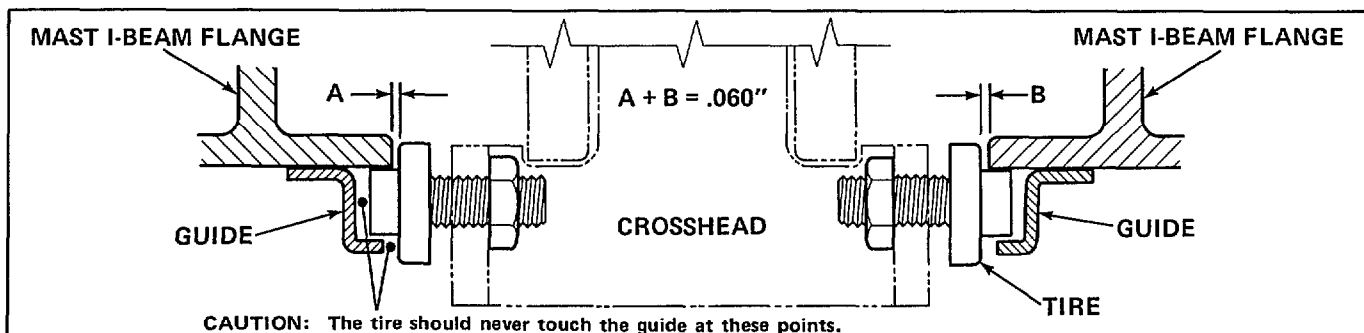 MAST I-BEAM FLANGE
MAST I-BEAM FLANGE
A
A + B = .060"
B
GUIDE
CROSSHEAD
GUIDE
TIRE
CAUTION: The tire should never touch the guide at these points.